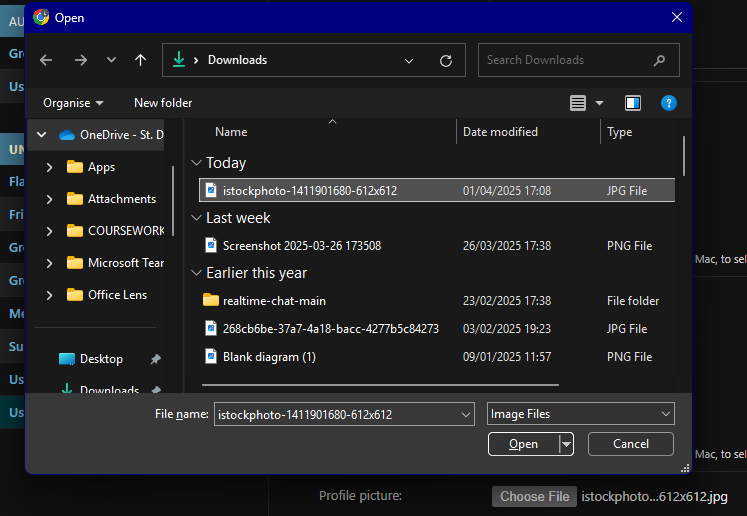 Open
AU
Gr
Us
UN
Fla
Fri
Gr
Gr
Me
Su
Us
Us
Downloads
Search Downloads
Organise
New folder
OneDrive - St. D
Apps
Attachments
COURSEWORK
Microsoft Tear
Office Lens
Desktop
Downloads
Name Date modified Type
Today
istockphoto-1411901680-612x612 01/04/2025 17:08 JPG File
Last week
Screenshot 2025-03-26 173508 26/03/2025 17:38 PNG File
Earlier this year
realtime-chat-main 23/02/2025 17:38 File folder
268cb6be-37a7-4a18-bacc-4277b5c84273 03/02/2025 19:23 JPG File
Blank diagram (1) 09/01/2025 11:57 PNG File
File name: istockphoto-1411901680-612x612 Image Files
Open Cancel
Mac, to sel
Mac, to sel
Profile picture: Choose File istockphoto...612x612.jpg